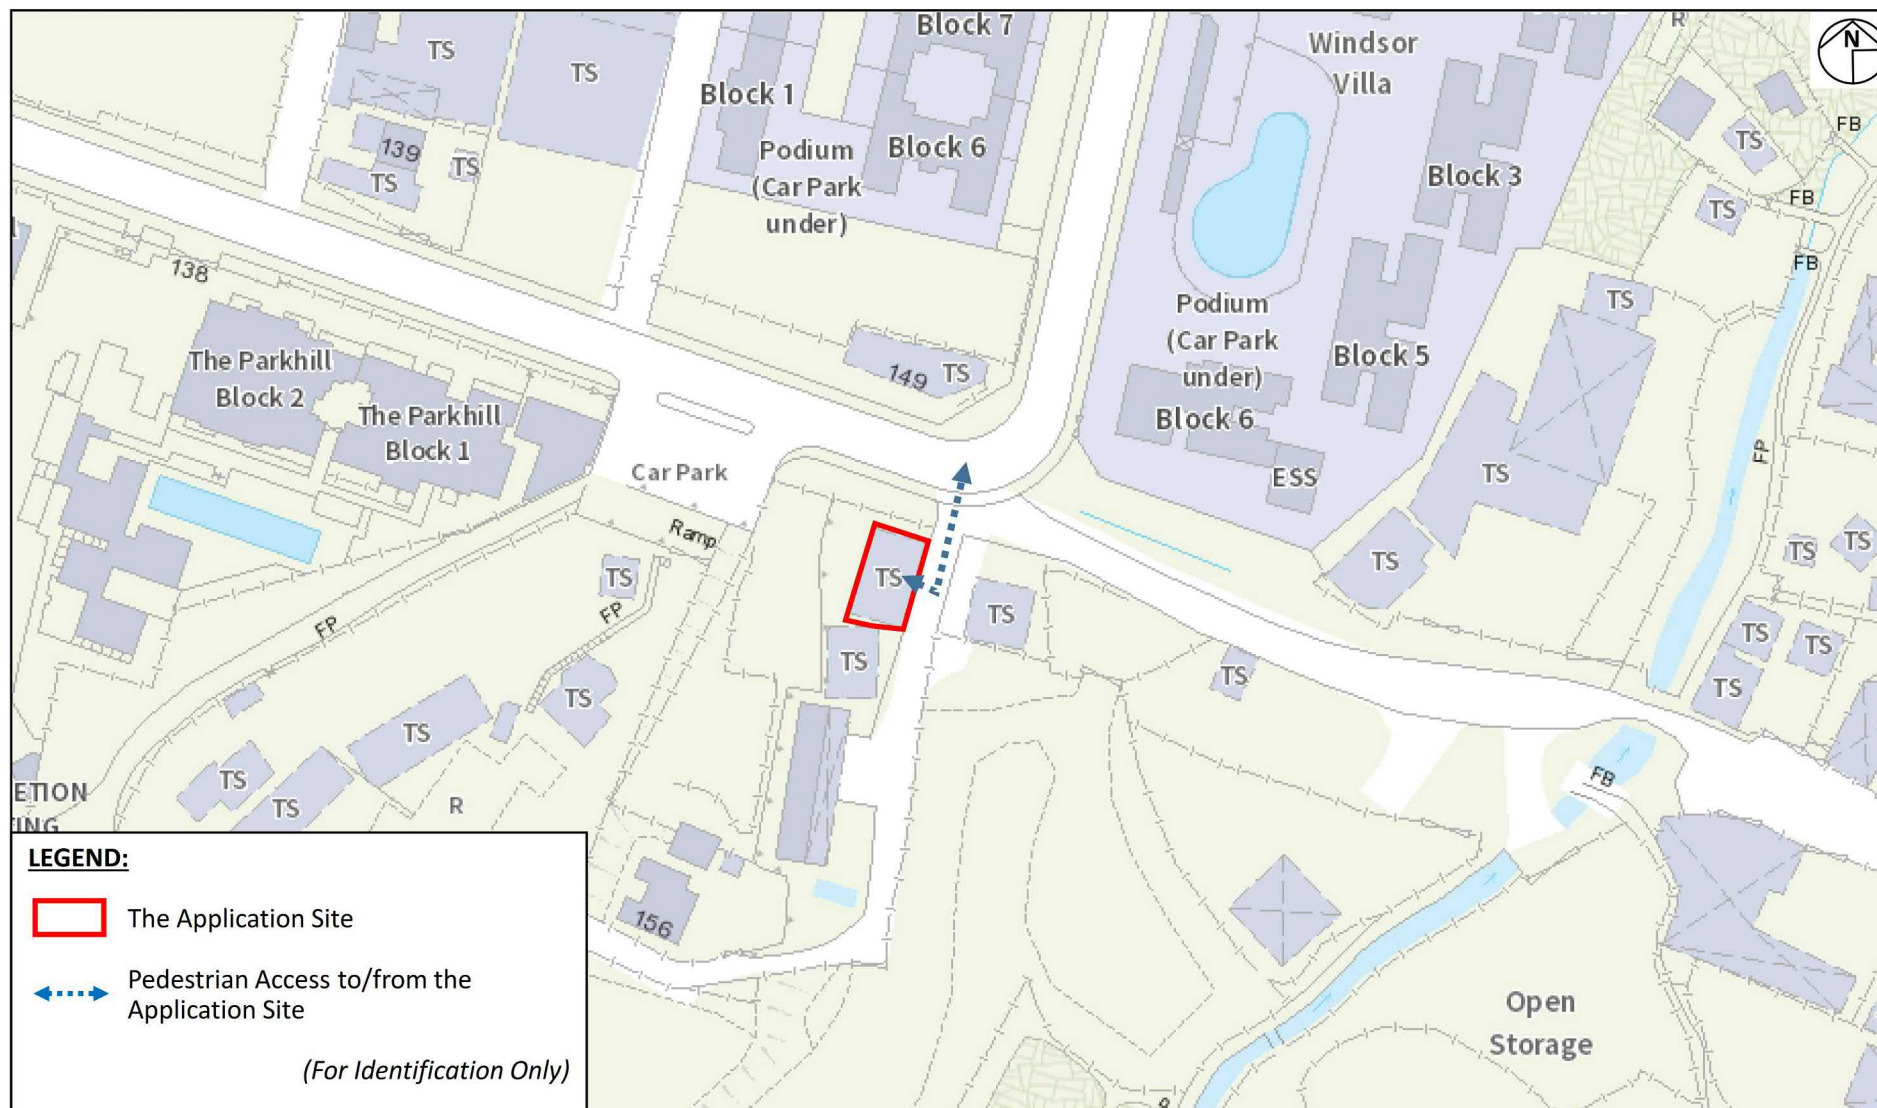 Block 7
R
N
Windsor
Villa
TS
TS
Block 1
FB
139
TS
TS
Podium
(Car Park
under)
Block 6
TS
Block 3
FB
TS
138
FB
TS
Podium
(Car Park
under)
Block 5
The Parkhill
Block 2
The Parkhill
Block 1
149
TS
Block 6
ESS
FP
Car Park
Ramp
TS
TS
TS
TS
TS
TS
FP
FP
TS
TS
TS
TS
TS
TS
TS
TS
TS
TS
TS
R
FB
ETION
156
Open
Storage
LEGEND:
The Application Site
Pedestrian Access to/from the
Application Site
(For Identification Only)